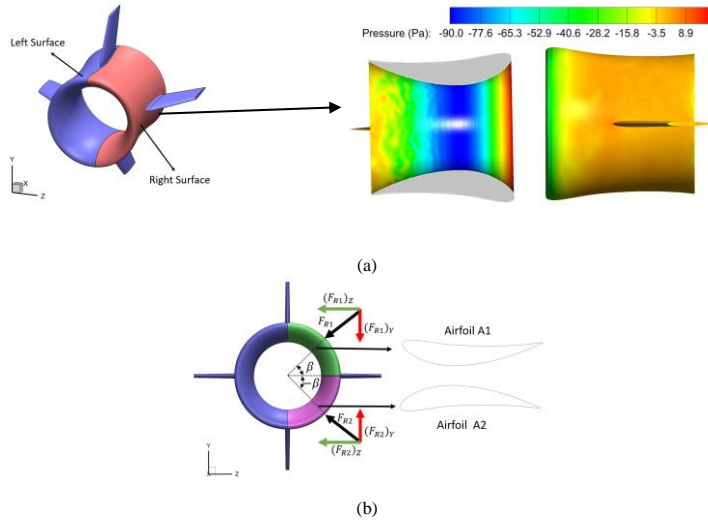 Left Surface
Right Surface
Y
X
Z
Pressure (Pa): -90.0 -77.6 -65.3 -52.9 -40.6 -28.2 -15.8 -3.5 8.9
(a)
(F_R1)_Z
F_R1
(F_R1)_Y
Airfoil A1
β
-β
F_R2
(F_R2)_Y
(F_R2)_Z
Airfoil A2
Y
X
Z
(b)